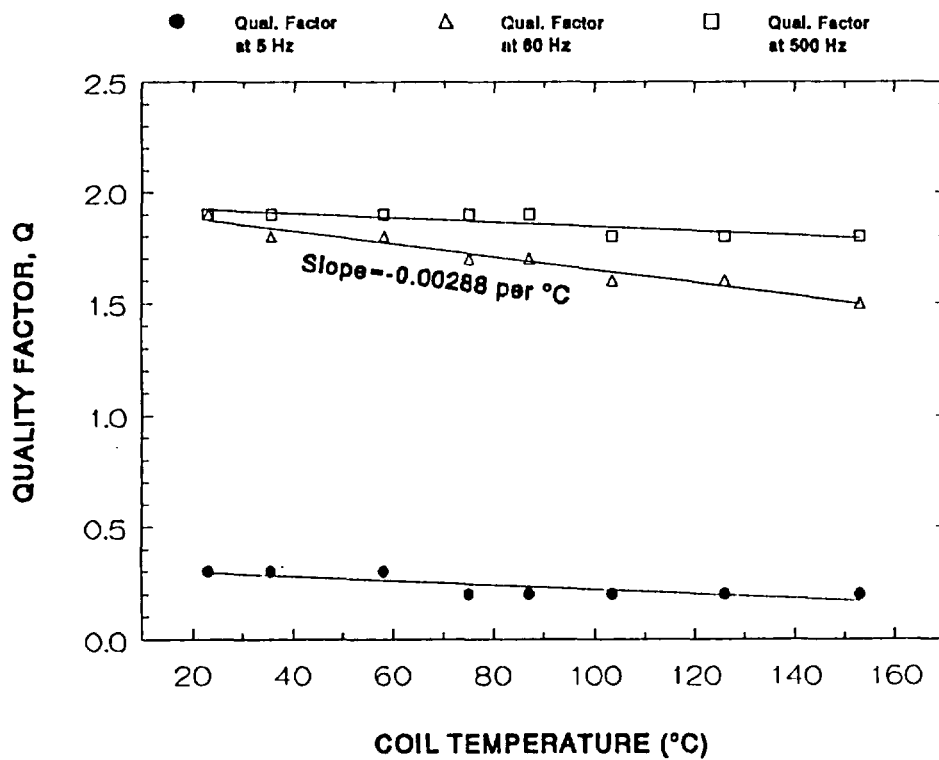 Qual. Factor
at 5 Hz
Qual. Factor
at 60 Hz
Qual. Factor
at 500 Hz
2.5
2.0
1.5
1.0
0.5
0.0
QUALITY FACTOR, Q
Slope=-0.00288 per °C
20 40 60 80 100 120 140 160
COIL TEMPERATURE (°C)